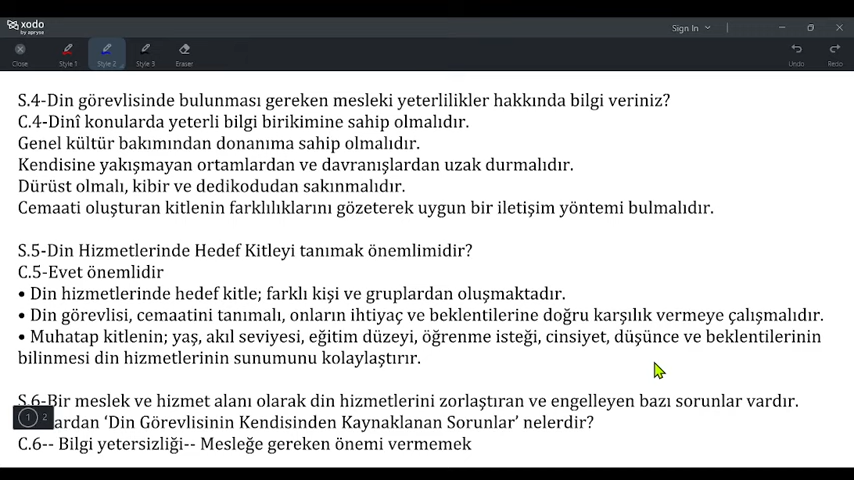 xodo
by apryse
Sign In
Close
Style 1
Style 2
Style 3
Eraser
Undo
Redo
S.4-Din görevlisinde bulunması gereken mesleki yeterlilikler hakkında bilgi veriniz?
C.4-Dinî konularda yeterli bilgi birikimine sahip olmalıdır.
Genel kültür bakımından donanıma sahip olmalıdır.
Kendisine yakışmayan ortamlardan ve davranışlardan uzak durmalıdır.
Dürüst olmalı, kibir ve dedikodudan sakınmalıdır.
Cemaati oluşturan kitlenin farklılıklarını gözeterek uygun bir iletişim yöntemi bulmalıdır.
S.5-Din Hizmetlerinde Hedef Kitleyi tanımak önemlimidir?
C.5-Evet önemlidir
• Din hizmetlerinde hedef kitle; farklı kişi ve gruplardan oluşmaktadır.
• Din görevlisi, cemaatini tanımalı, onların ihtiyaç ve beklentilerine doğru karşılık vermeye çalışmalıdır.
• Muhatap kitlenin; yaş, akıl seviyesi, eğitim düzeyi, öğrenme isteği, cinsiyet, düşünce ve beklentilerinin
bilinmesi din hizmetlerinin sunumunu kolaylaştırır.
S.6-Bir meslek ve hizmet alanı olarak din hizmetlerini zorlaştıran ve engelleyen bazı sorunlar vardır.
1 2 ardan ‘Din Görevlisinin Kendisinden Kaynaklanan Sorunlar’ nelerdir?
C.6-- Bilgi yetersizliği-- Mesleğe gereken önemi vermemek